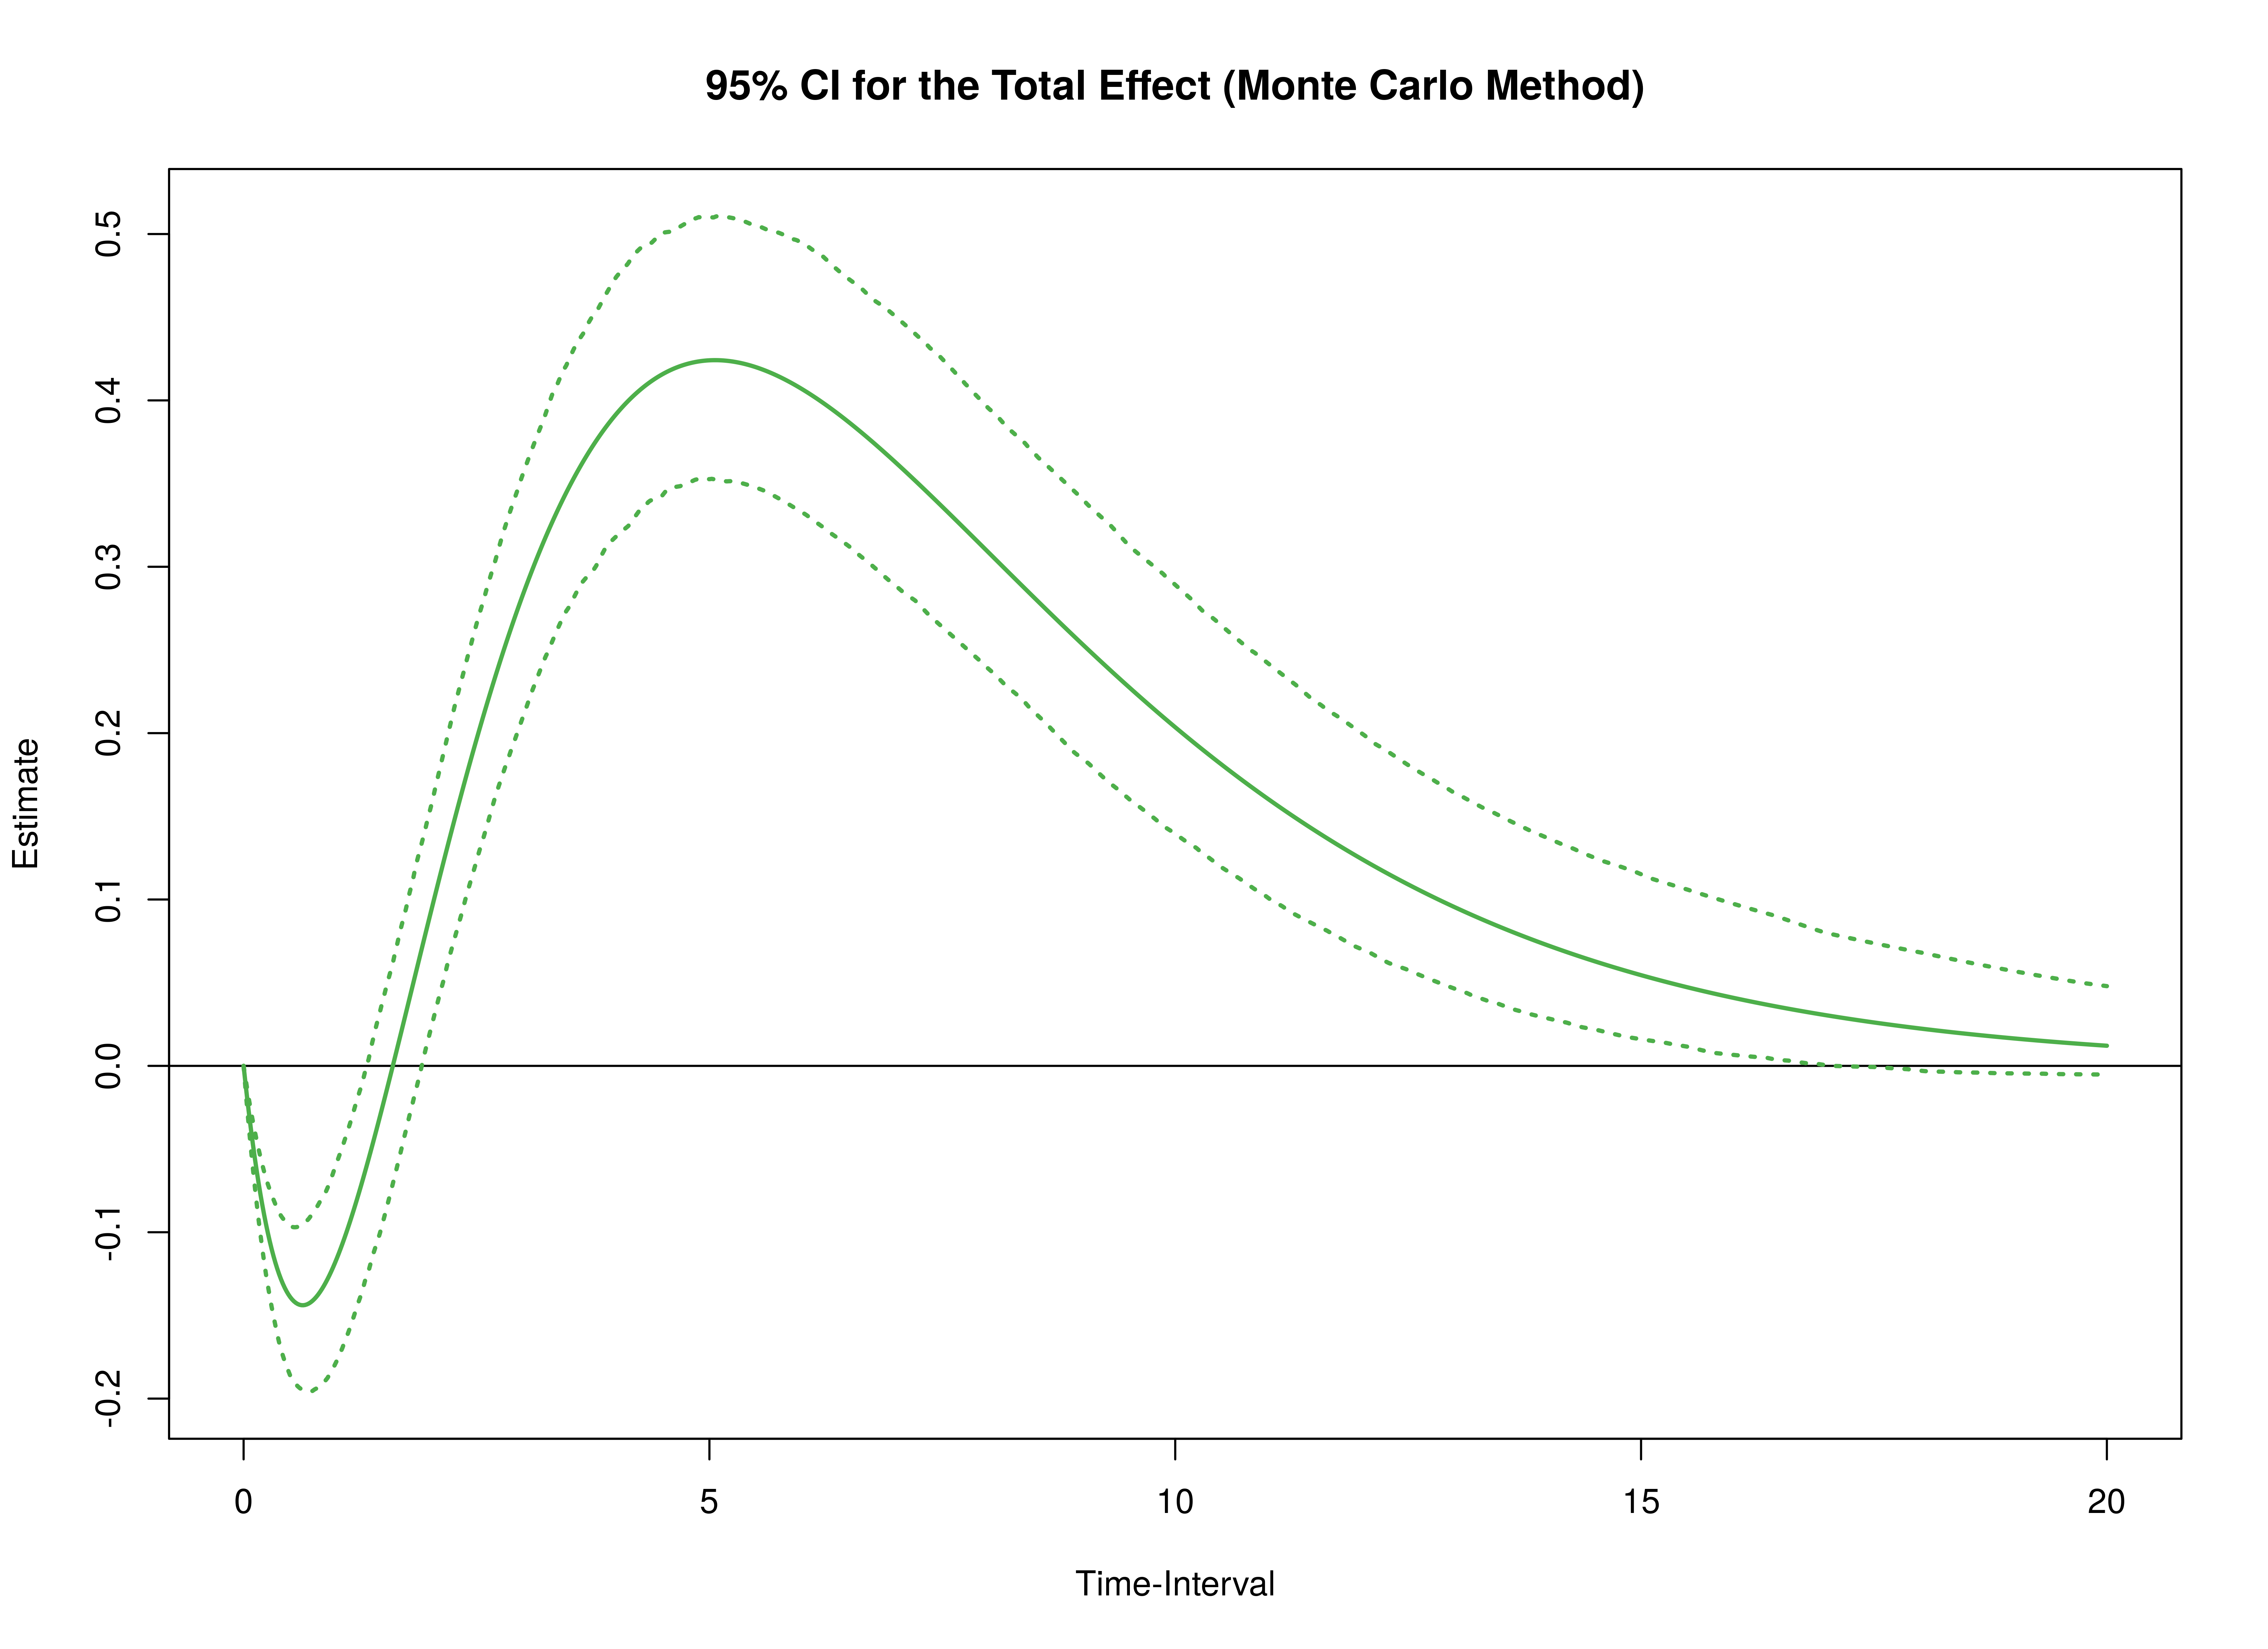 95% CI for the Total Effect (Monte Carlo Method)
Estimate
0.5
0.4
0.3
0.2
0.1
0.0
-0.1
-0.2
0 5 10 15 20
Time-Interval